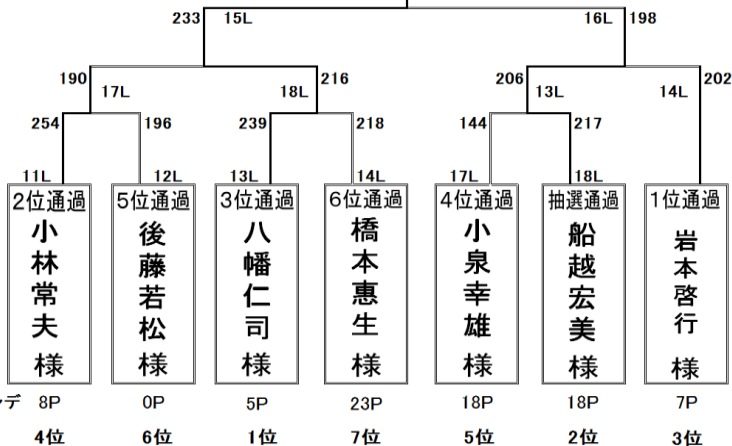 233 15L 16L 198
190 17L 18L 216 206 13L 14L 202
254 196 239 218 144 217
11L 12L 13L 14L 17L 18L
2位通過 5位通過 3位通過 6位通過 4位通過 抽選通過 1位通過
小林常夫様
後藤若松様
八幡仁司様
橋本惠生様
小泉幸雄様
船越宏美様
岩本啓行様
デ 8P 0P 5P 23P 18P 18P 7P
4位 6位 1位 7位 5位 2位 3位